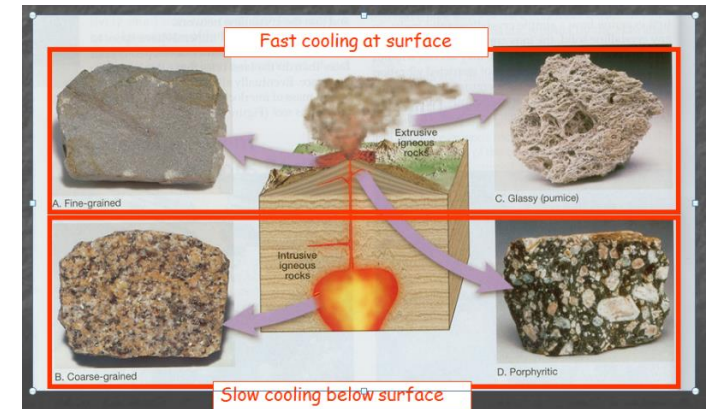 Fast cooling at surface
Extrusive
igneous
rocks
A. Fine-grained
C. Glassy (pumice)
Intrusive
igneous
rocks
B. Coarse-grained
D. Porphyritic
Slow cooling below surface